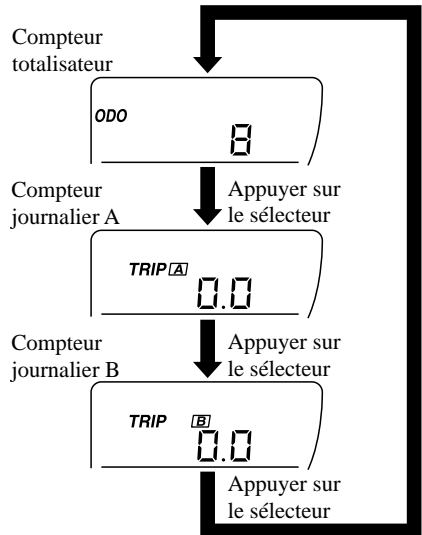 Compteur
totalisateur
ODO
8
Compteur
journalier A
Appuyer sur
le sélecteur
TRIP A
0.0
Compteur
journalier B
Appuyer sur
le sélecteur
TRIP B
0.0
Appuyer sur
le sélecteur